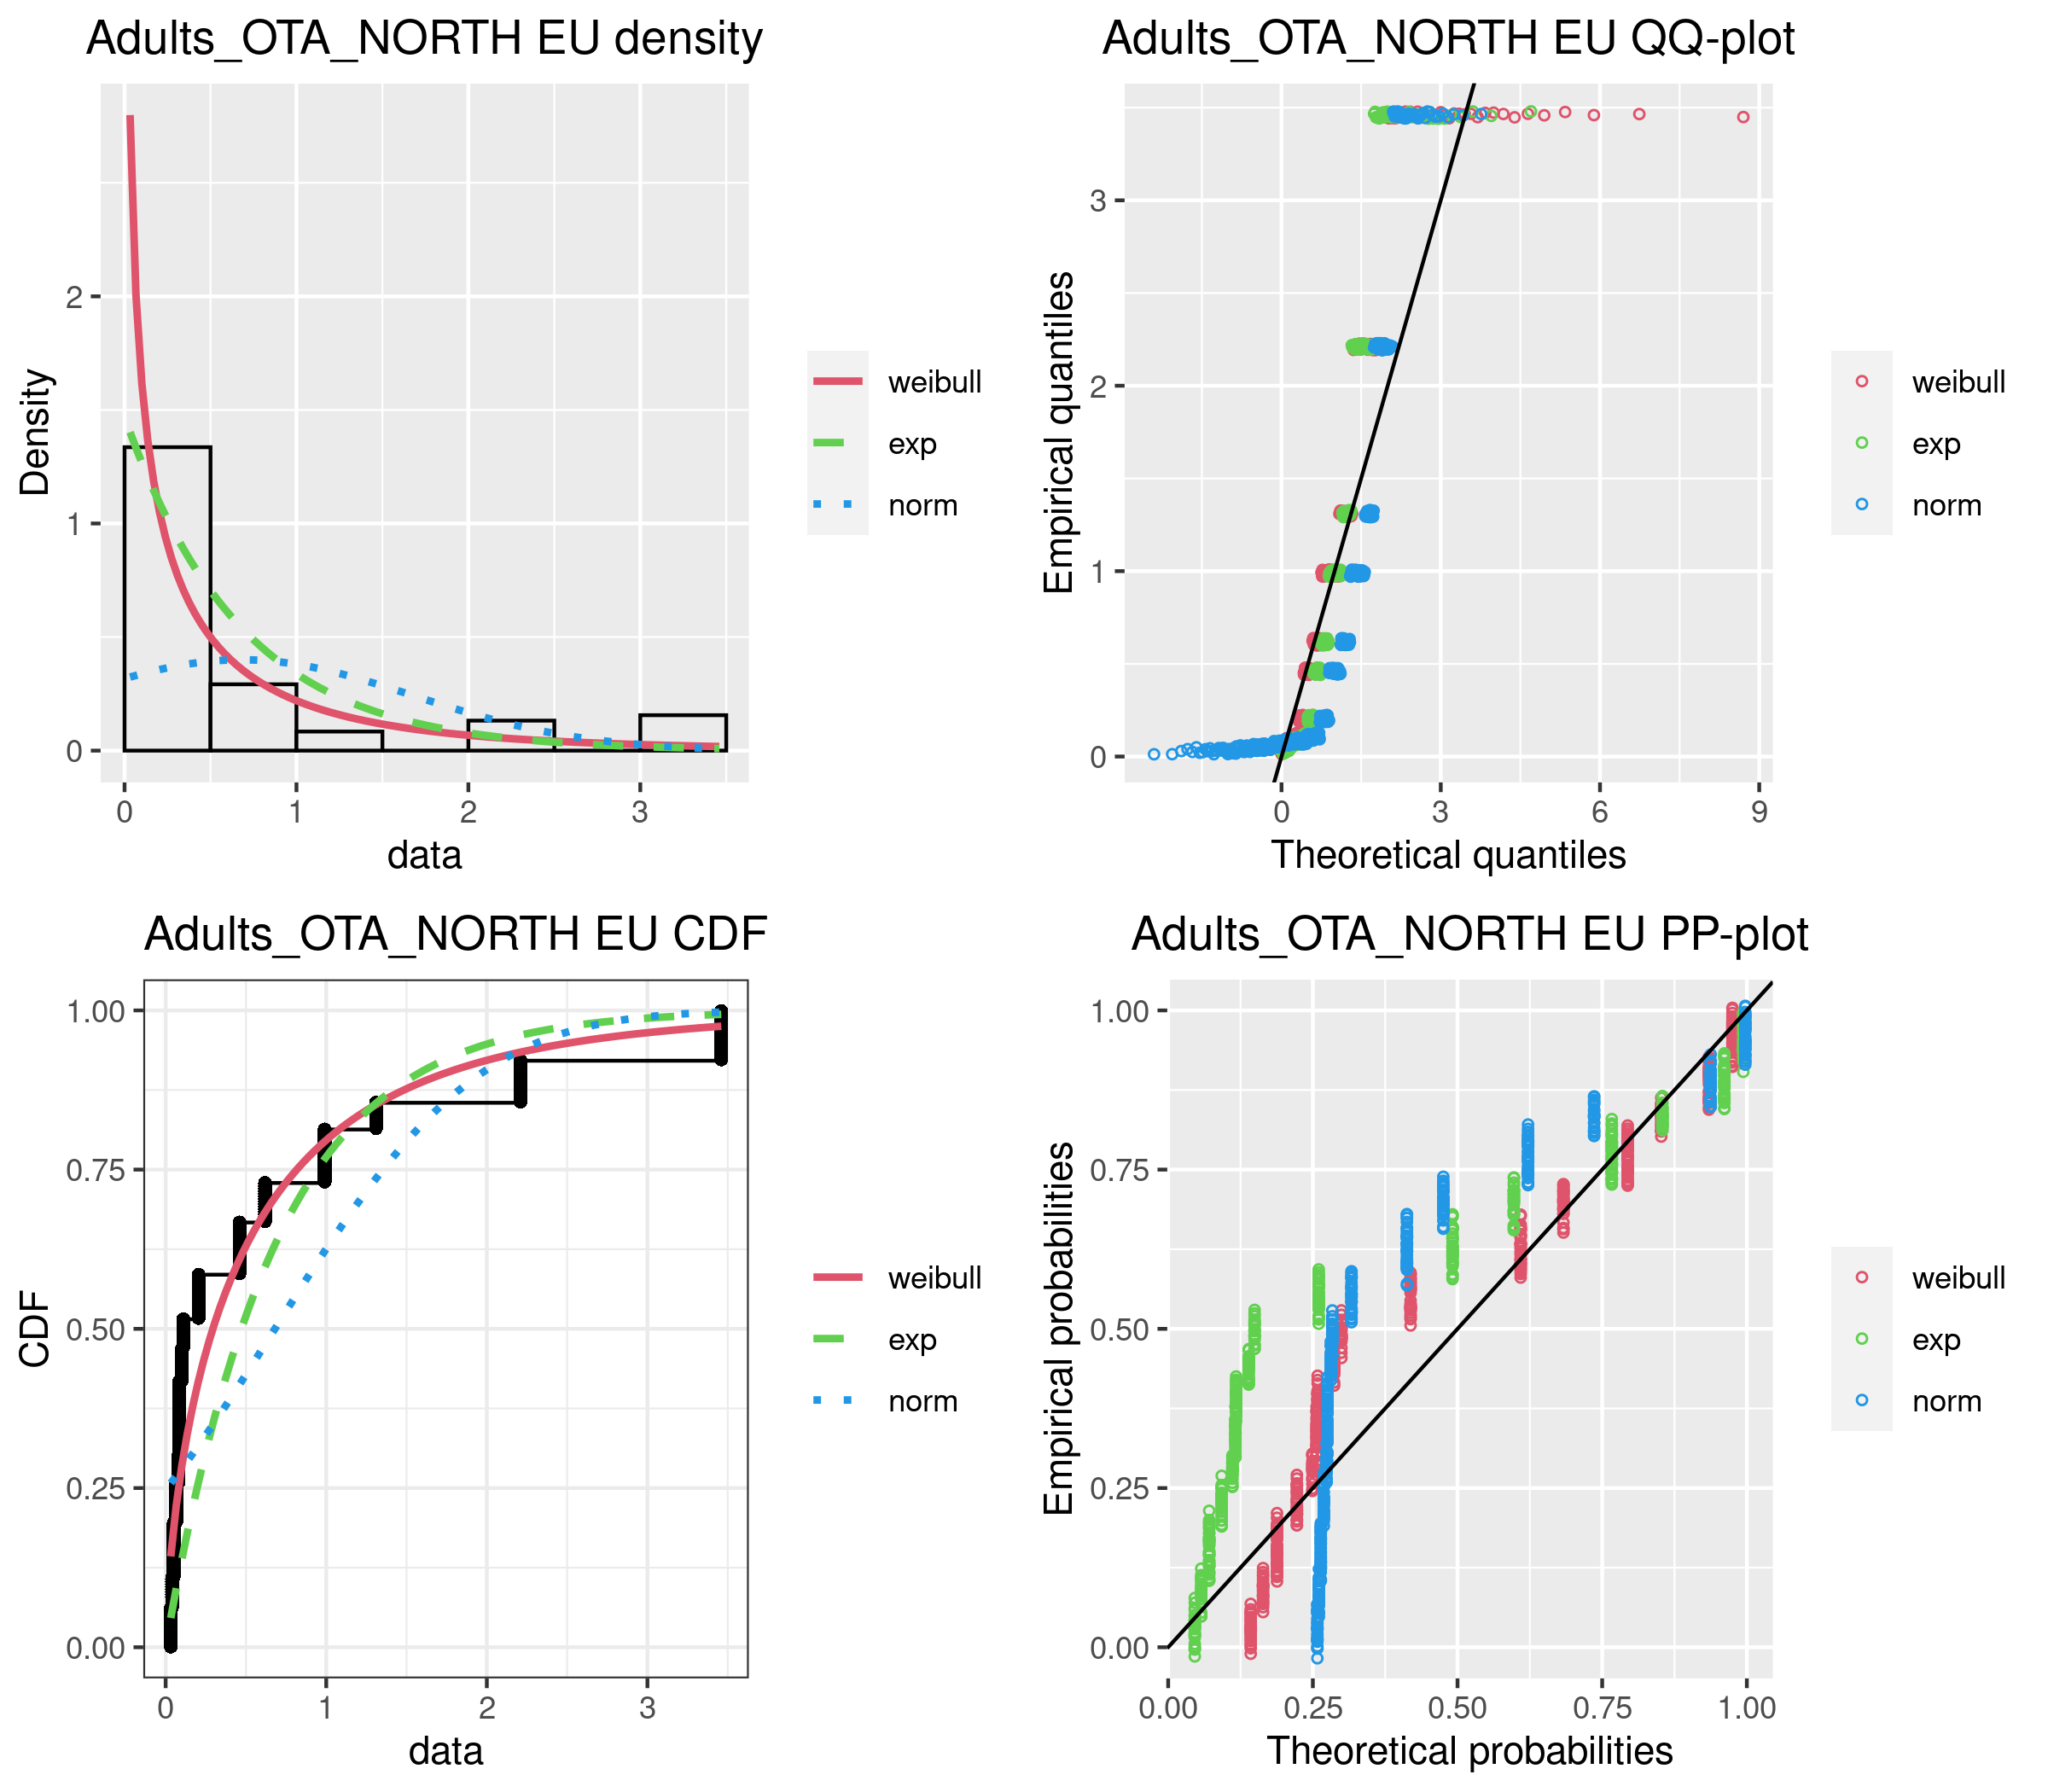 Adults_OTA_NORTH EU density
Density
2
1
0
0 1 2 3
data
weibull
exp
norm
Adults_OTA_NORTH EU QQ-plot
Empirical quantiles
3
2
1
0
0 3 6 9
Theoretical quantiles
weibull
exp
norm
Adults_OTA_NORTH EU CDF
CDF
1.00
0.75
0.50
0.25
0.00
0 1 2 3
data
weibull
exp
norm
Adults_OTA_NORTH EU PP-plot
Empirical probabilities
1.00
0.75
0.50
0.25
0.00
0.00 0.25 0.50 0.75 1.00
Theoretical probabilities
weibull
exp
norm